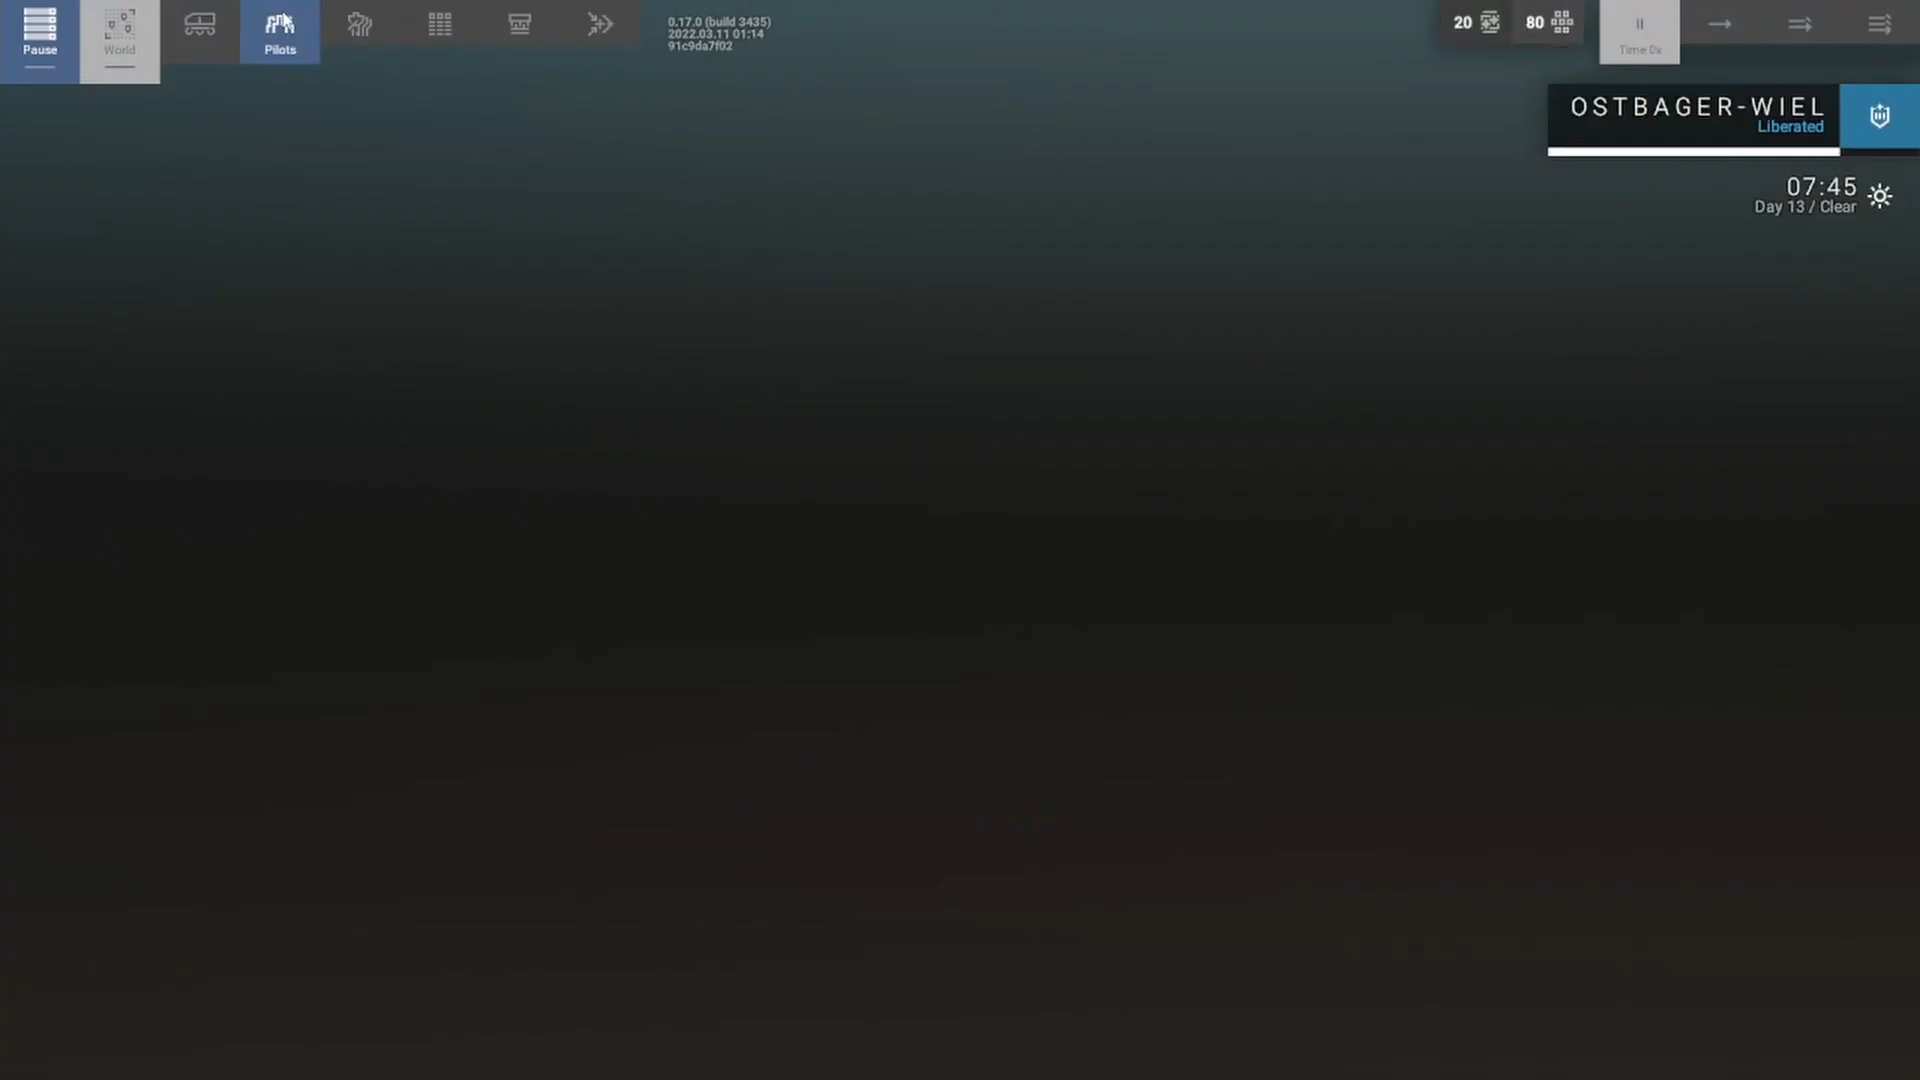 Pause
World
Pilots
0.17.0 (build 3435)
2022.03.11 01:14
91c9da7f02
20
80
Time 0x
OSTBAGER-WIEL
Liberated
07:45
Day 13 / Clear